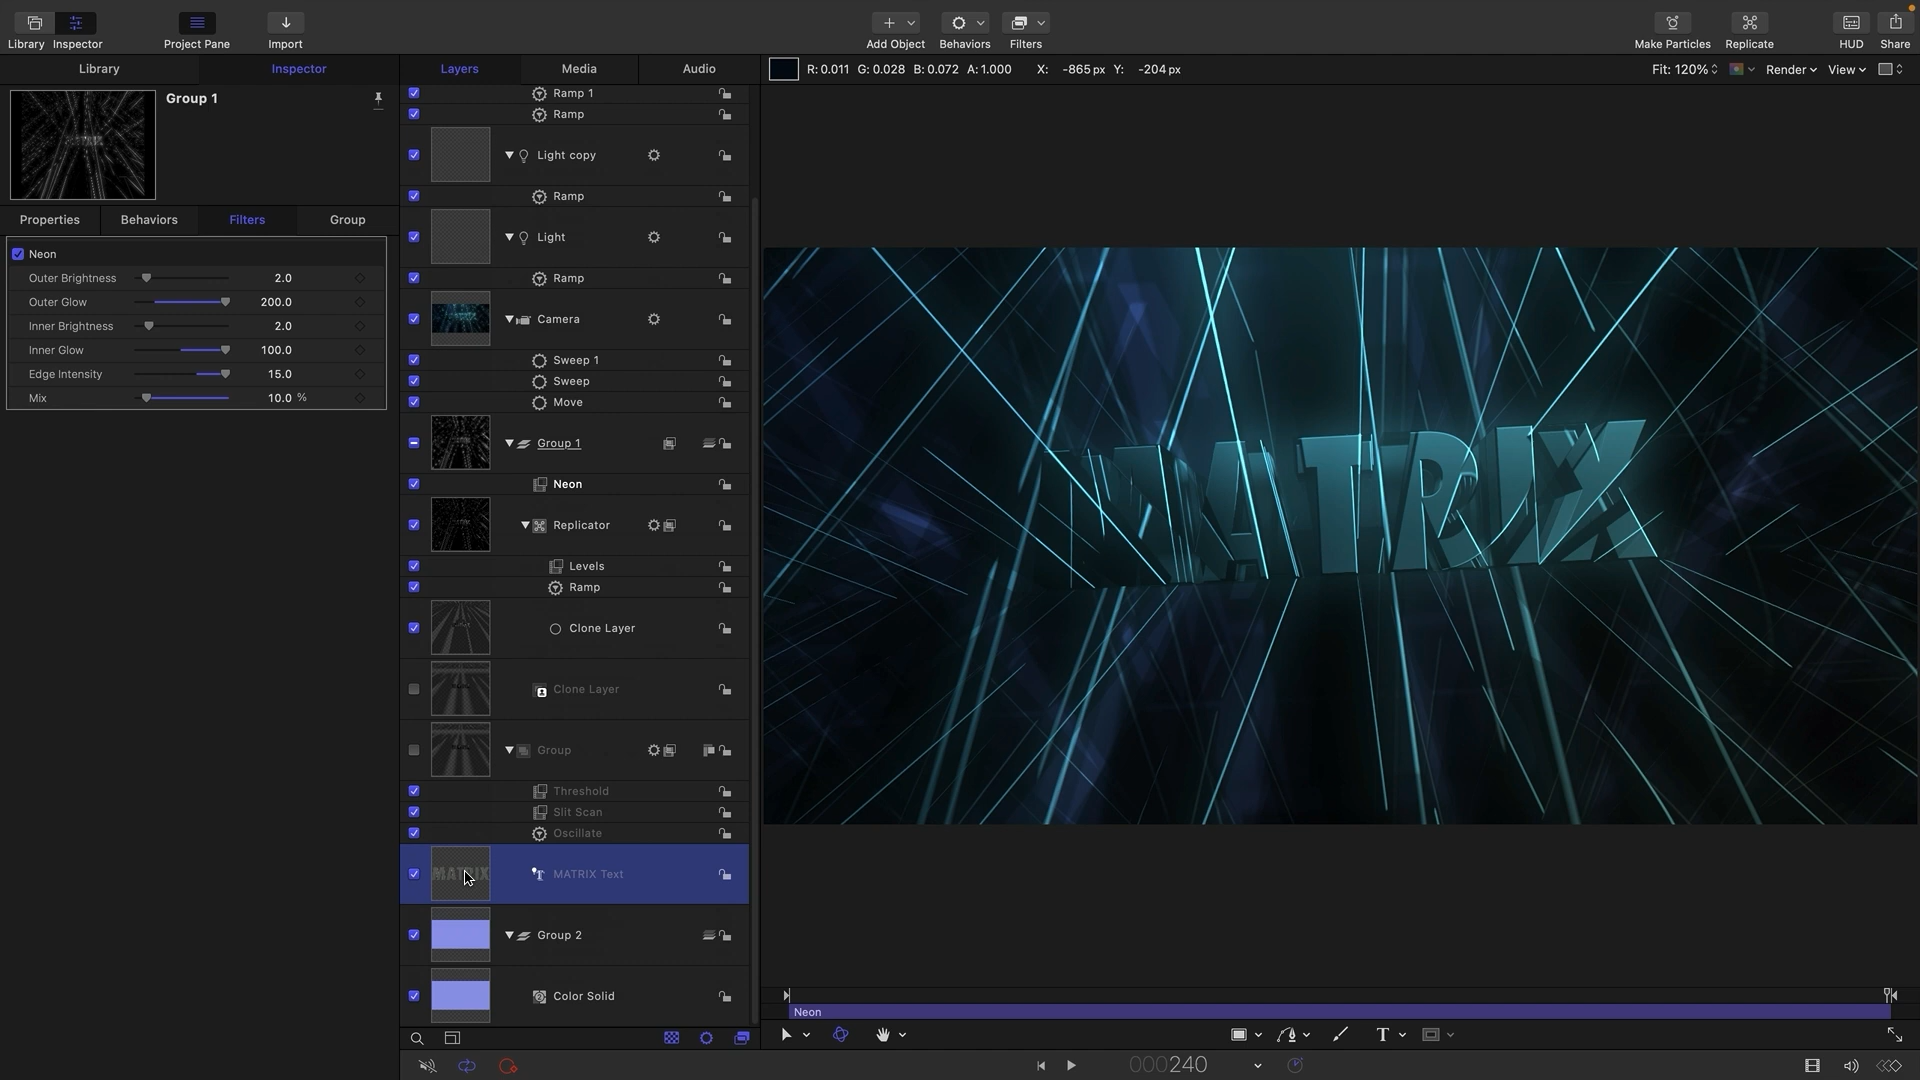 Library
Inspector
Project Pane
Import
Add Object
Behaviors
Filters
Make Particles
Replicate
HUD
Share
Library
Inspector
Layers
Media
Audio
R: 0.011 G: 0.028 B: 0.072 A: 1.000 X: -865 px Y: -204 px
Fit: 120%
Render
View
Group 1
Properties
Behaviors
Filters
Group
Neon
Outer Brightness 2.0
Outer Glow 200.0
Inner Brightness 2.0
Inner Glow 100.0
Edge Intensity 15.0
Mix 10.0 %
Ramp 1
Ramp
Light copy
Ramp
Light
Ramp
Camera
Sweep 1
Sweep
Move
Group 1
Neon
Replicator
Levels
Ramp
Clone Layer
Clone Layer
Group
Threshold
Slit Scan
Oscillate
MATRIX
MATRIX Text
Group 2
Color Solid
MATRIX
Neon
T
000240